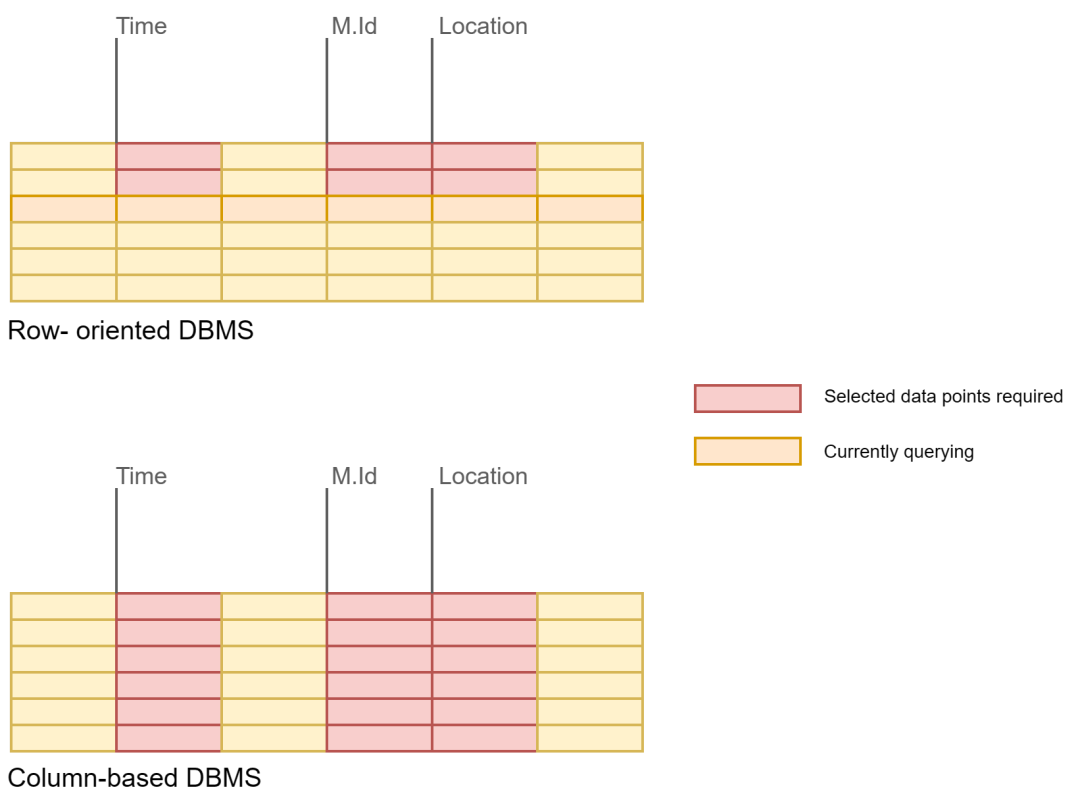 Time M.Id Location
Row- oriented DBMS
Selected data points required
Currently querying
Time M.Id Location
Column-based DBMS